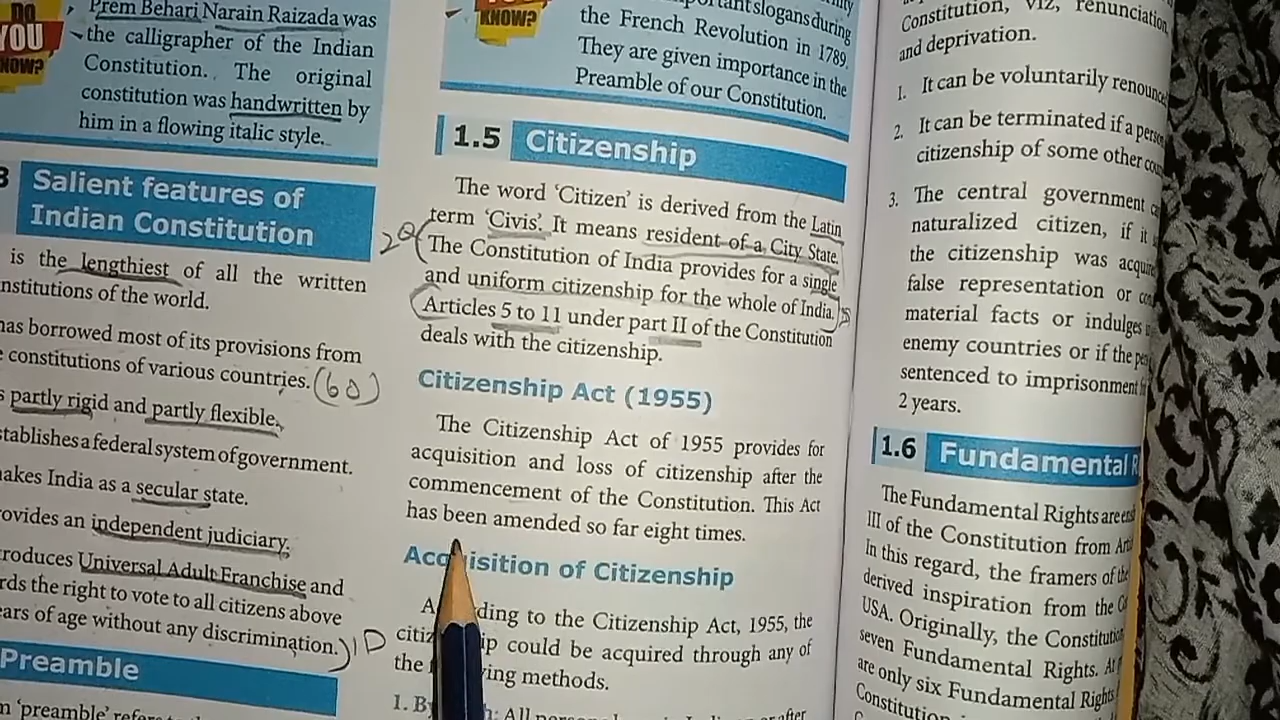 DO
YOU
KNOW?
Prem Behari Narain Raizada was
the calligrapher of the Indian
Constitution. The original
constitution was handwritten by
him in a flowing italic style.
Salient features of
Indian Constitution
is the lengthiest of all the written
of the world.
has borrowed most of its provisions from
constitutions of various countries. (60)
partly rigid and partly flexible.
establishes a federal system of government.
makes India as a secular state.
provides an independent judiciary.
introduces Universal Adult Franchise and
the right to vote to all citizens above
of age without any discrimination.
Preamble
'preamble'
KNOW?
slogans during
the French Revolution in 1789.
They are given importance in the
Preamble of our Constitution.
1.5 Citizenship
The word 'Citizen' is derived from the Latin
term 'Civis'. It means resident of a City State.
The Constitution of India provides for a single
and uniform citizenship for the whole of India.
Articles 5 to 11 under part II of the Constitution
deals with the citizenship.
Citizenship Act (1955)
The Citizenship Act of 1955 provides for
acquisition and loss of citizenship after the
commencement of the Constitution. This Act
has been amended so far eight times.
Acquisition of Citizenship
to the Citizenship Act, 1955, the
could be acquired through any of
the methods.
1. All
Constitution, viz, renunciation,
and deprivation.
1. It can be voluntarily
2. It can be terminated if a
citizenship of some other
3. The central government
naturalized citizen, if it
the citizenship was
false representation or
material facts or indulges
enemy countries or if the
sentenced to imprisonment
2 years.
1.6 Fundamental
The Fundamental Rights are
III of the Constitution from
In this regard, the framers of the
derived inspiration from the
USA. Originally, the
seven Fundamental Rights. At
are only six Fundamental Rights
Constitution